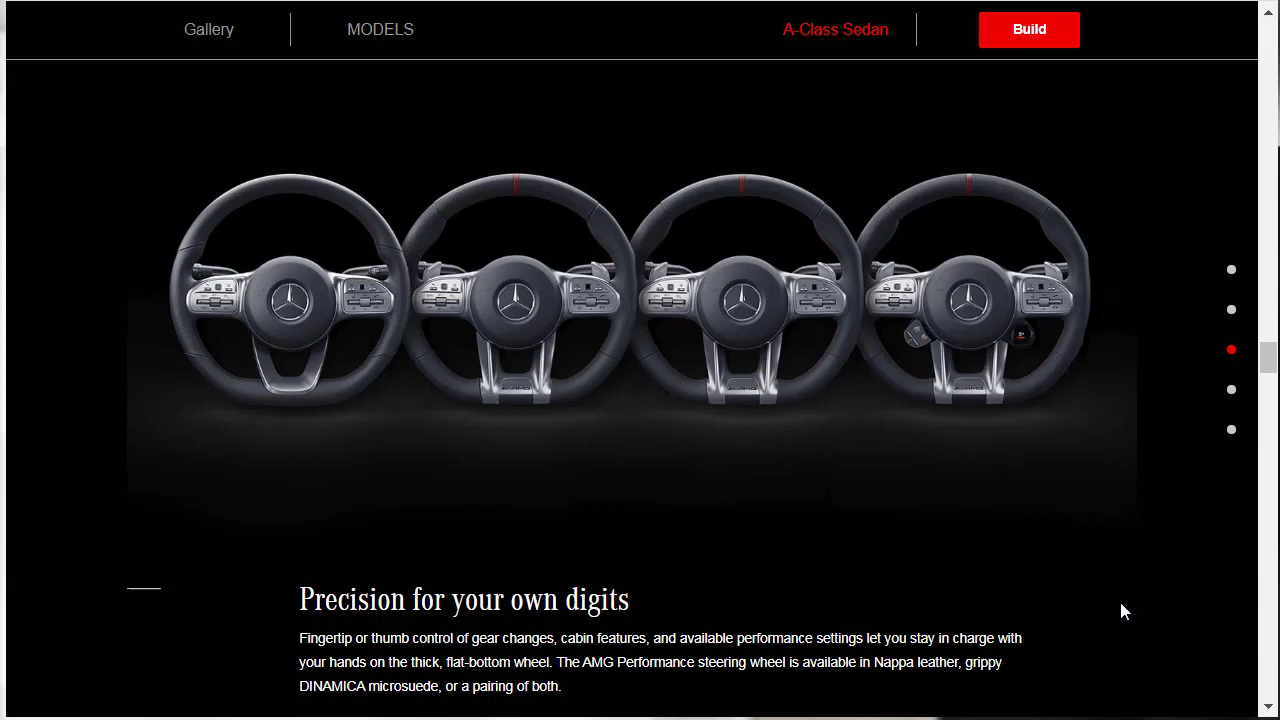 Gallery
MODELS
A-Class Sedan
Build
Precision for your own digits
Fingertip or thumb control of gear changes, cabin features, and available performance settings let you stay in charge with
your hands on the thick, flat-bottom wheel. The AMG Performance steering wheel is available in Nappa leather, grippy
DINAMICA microsuede, or a pairing of both.